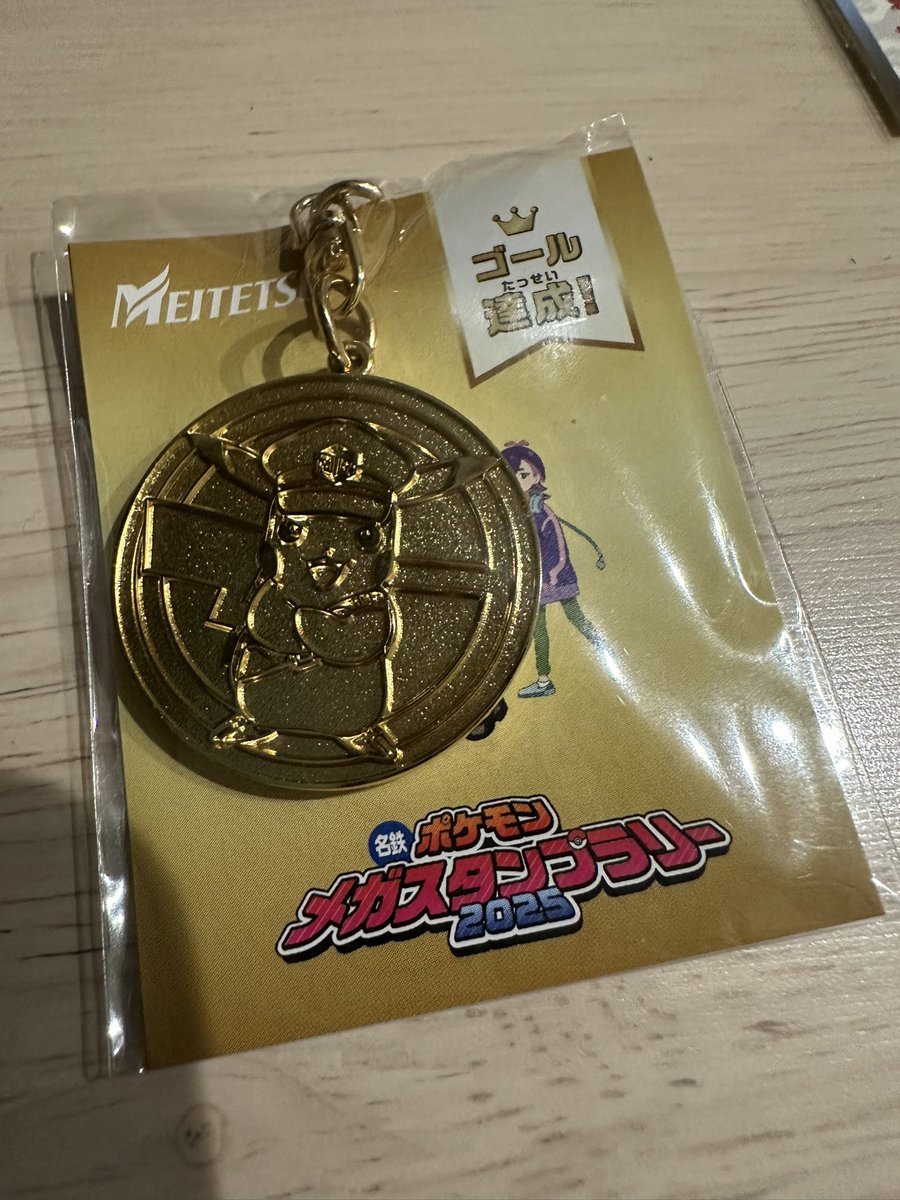 MEITETS
ゴール
たっせい
達成!
名鉄
ポケモン
メガスタンプラリー
2025